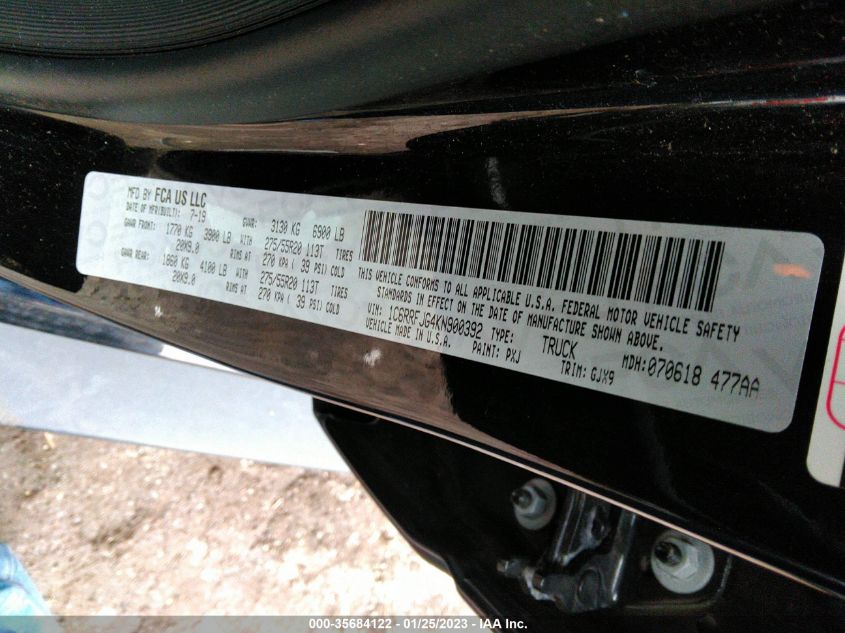 MFD BY FCA US LLC
DATE OF MFR(BUILT): 7-19 GVWR: 3130 KG 6900 LB
GAWR FRONT: 1770 KG 3900 LB WITH 275/55R20 113T TIRES
20X9.0 RIMS AT 270 KPA ( 39 PSI) COLD
GAWR REAR: 1860 KG 4100 LB WITH 275/55R20 113T TIRES
20X9.0 RIMS AT 270 KPA ( 39 PSI) COLD
THIS VEHICLE CONFORMS TO ALL APPLICABLE U.S.A. FEDERAL MOTOR VEHICLE SAFETY
STANDARDS IN EFFECT ON THE DATE OF MANUFACTURE SHOWN ABOVE.
VIN: 1C6RRFJG4KN900392 TYPE: TRUCK
VEHICLE MADE IN U.S.A. PAINT: PXJ TRIM: GJX9 MDH:070618 477AA
000-35684122 - 01/25/2023 - IAA Inc.